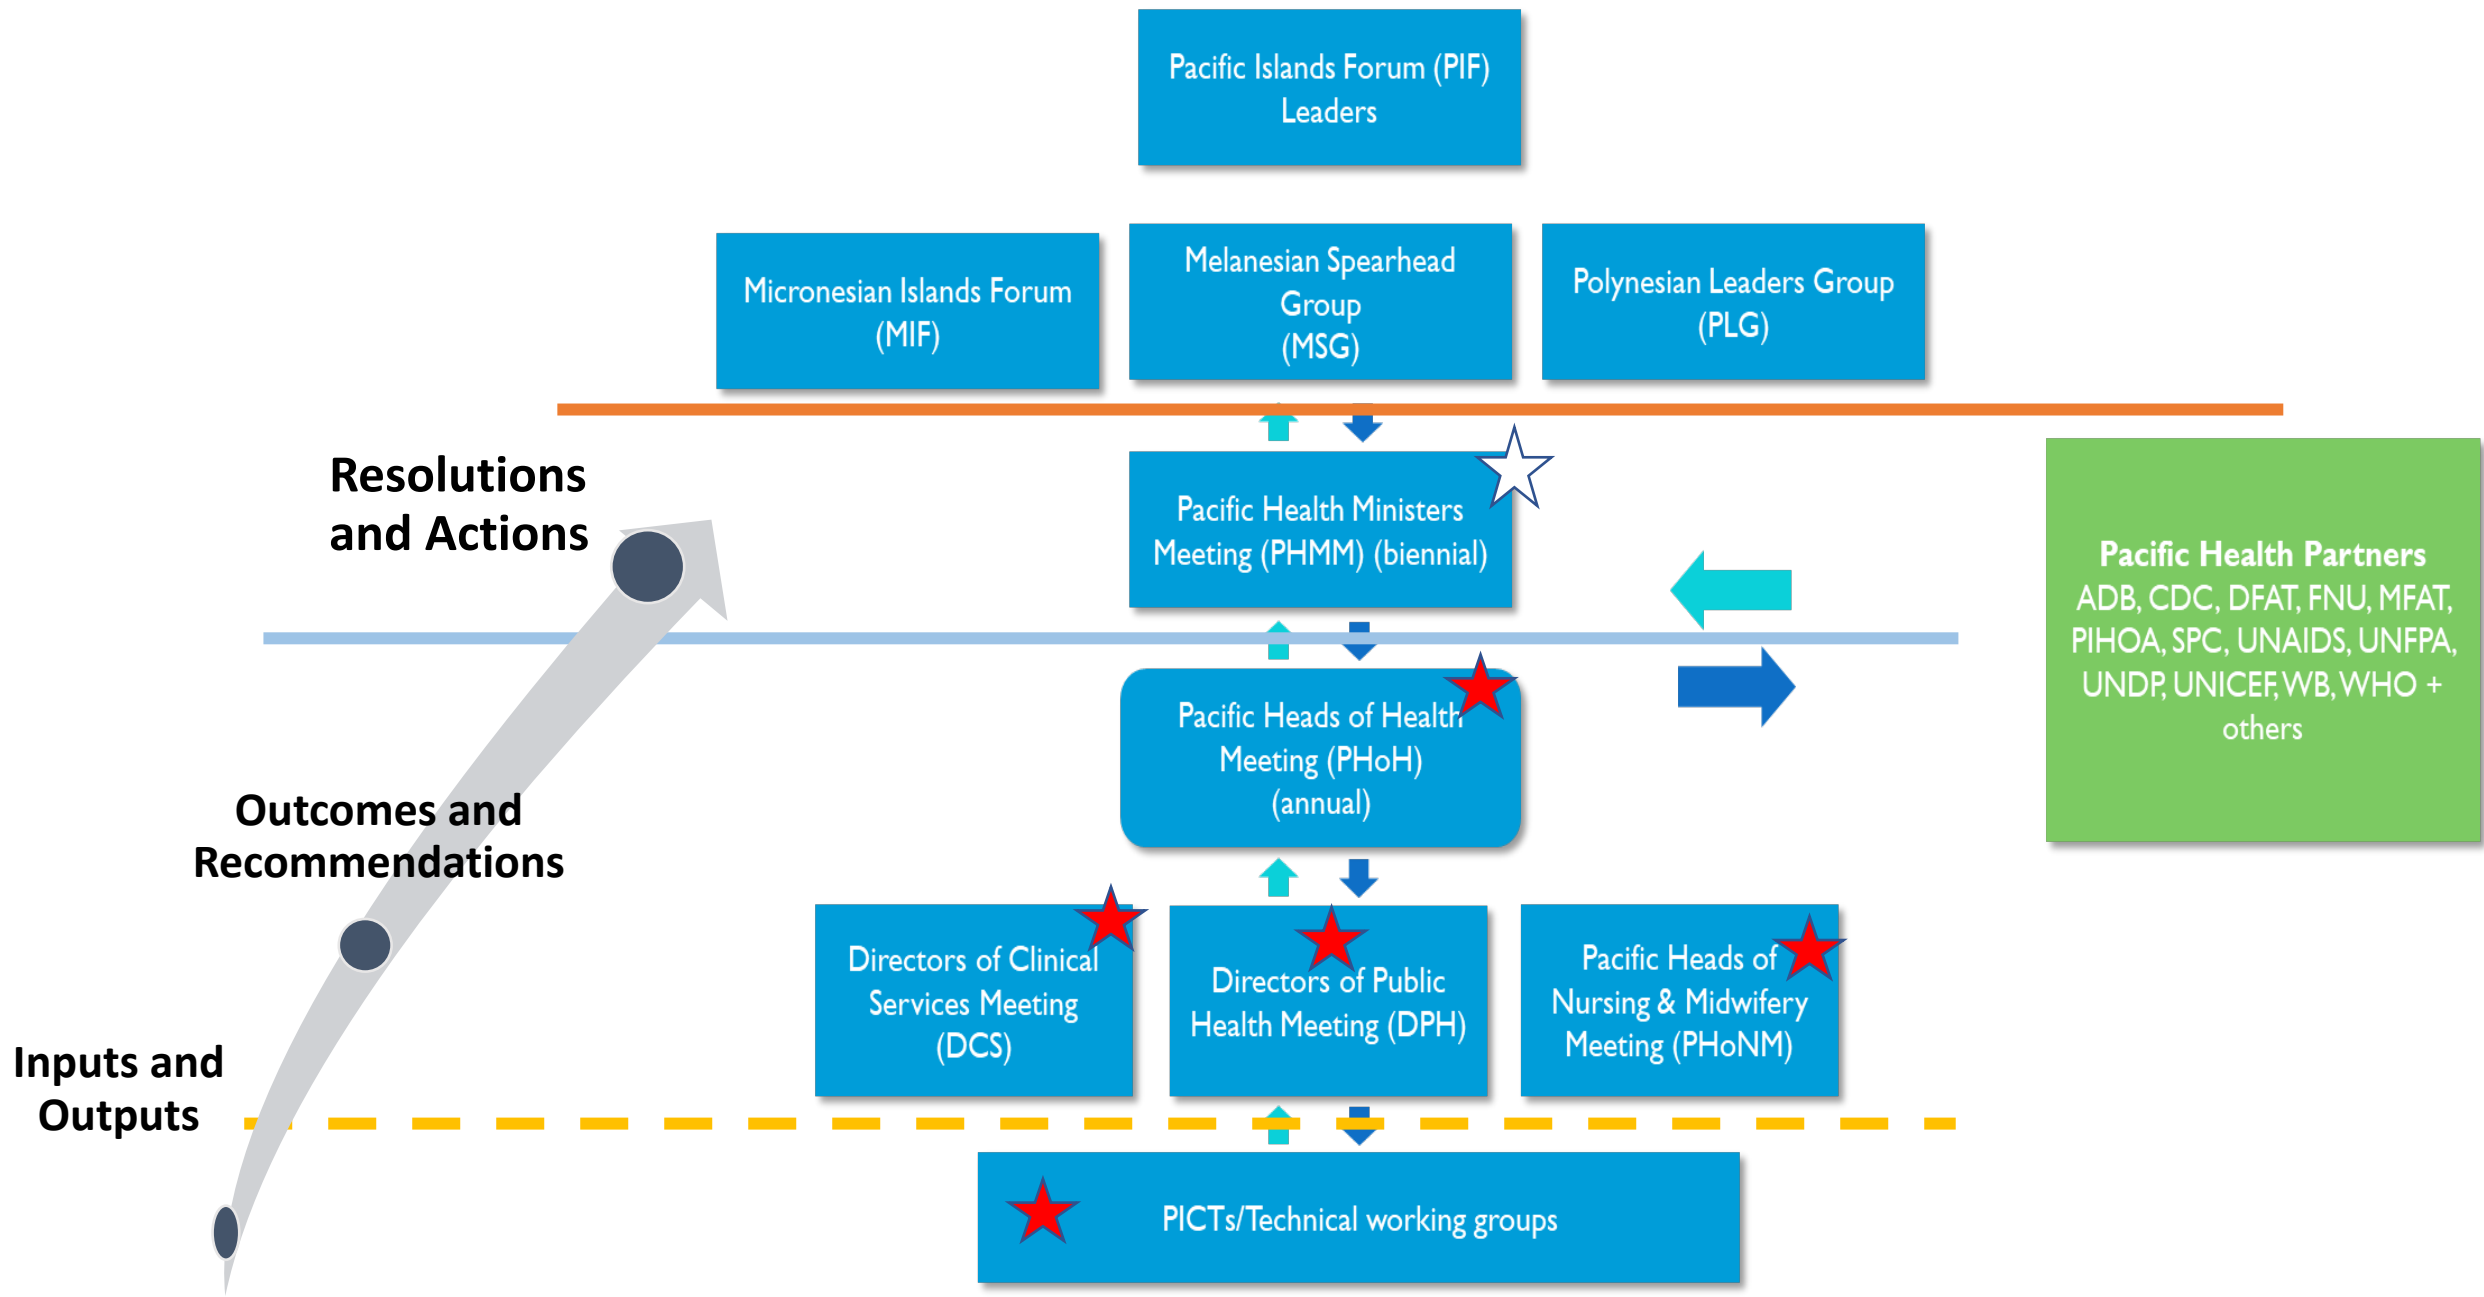 Pacific Islands Forum (PIF)
Leaders
Micronesian Islands Forum
(MIF)
Melanesian Spearhead
Group
(MSG)
Polynesian Leaders Group
(PLG)
Resolutions
and Actions
Pacific Health Ministers
Meeting (PHMM) (biennial)
Pacific Health Partners
ADB, CDC, DFAT, FNU, MFAT,
PIHOA, SPC, UNAIDS, UNFPA,
UNDP, UNICEF, WB, WHO +
others
Pacific Heads of Health
Meeting (PHoH)
(annual)
Outcomes and
Recommendations
Directors of Clinical
Services Meeting
(DCS)
Directors of Public
Health Meeting (DPH)
Pacific Heads of
Nursing & Midwifery
Meeting (PHoNM)
Inputs and
Outputs
PICTs/Technical working groups